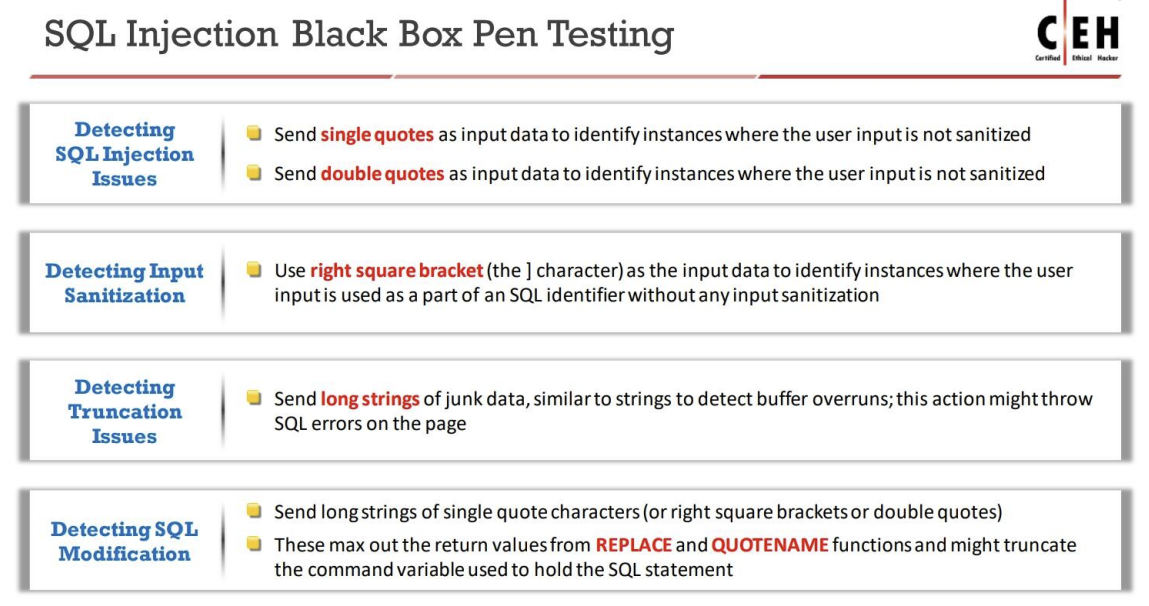 SQL Injection Black Box Pen Testing
CEH
Certified Ethical Hacker
Detecting
SQL Injection
Issues
Send single quotes as input data to identify instances where the user input is not sanitized
Send double quotes as input data to identify instances where the user input is not sanitized
Detecting Input
Sanitization
Use right square bracket (the ] character) as the input data to identify instances where the user
input is used as a part of an SQL identifier without any input sanitization
Detecting
Truncation
Issues
Send long strings of junk data, similar to strings to detect buffer overruns; this action might throw
SQL errors on the page
Detecting SQL
Modification
Send long strings of single quote characters (or right square brackets or double quotes)
These max out the return values from REPLACE and QUOTENAME functions and might truncate
the command variable used to hold the SQL statement